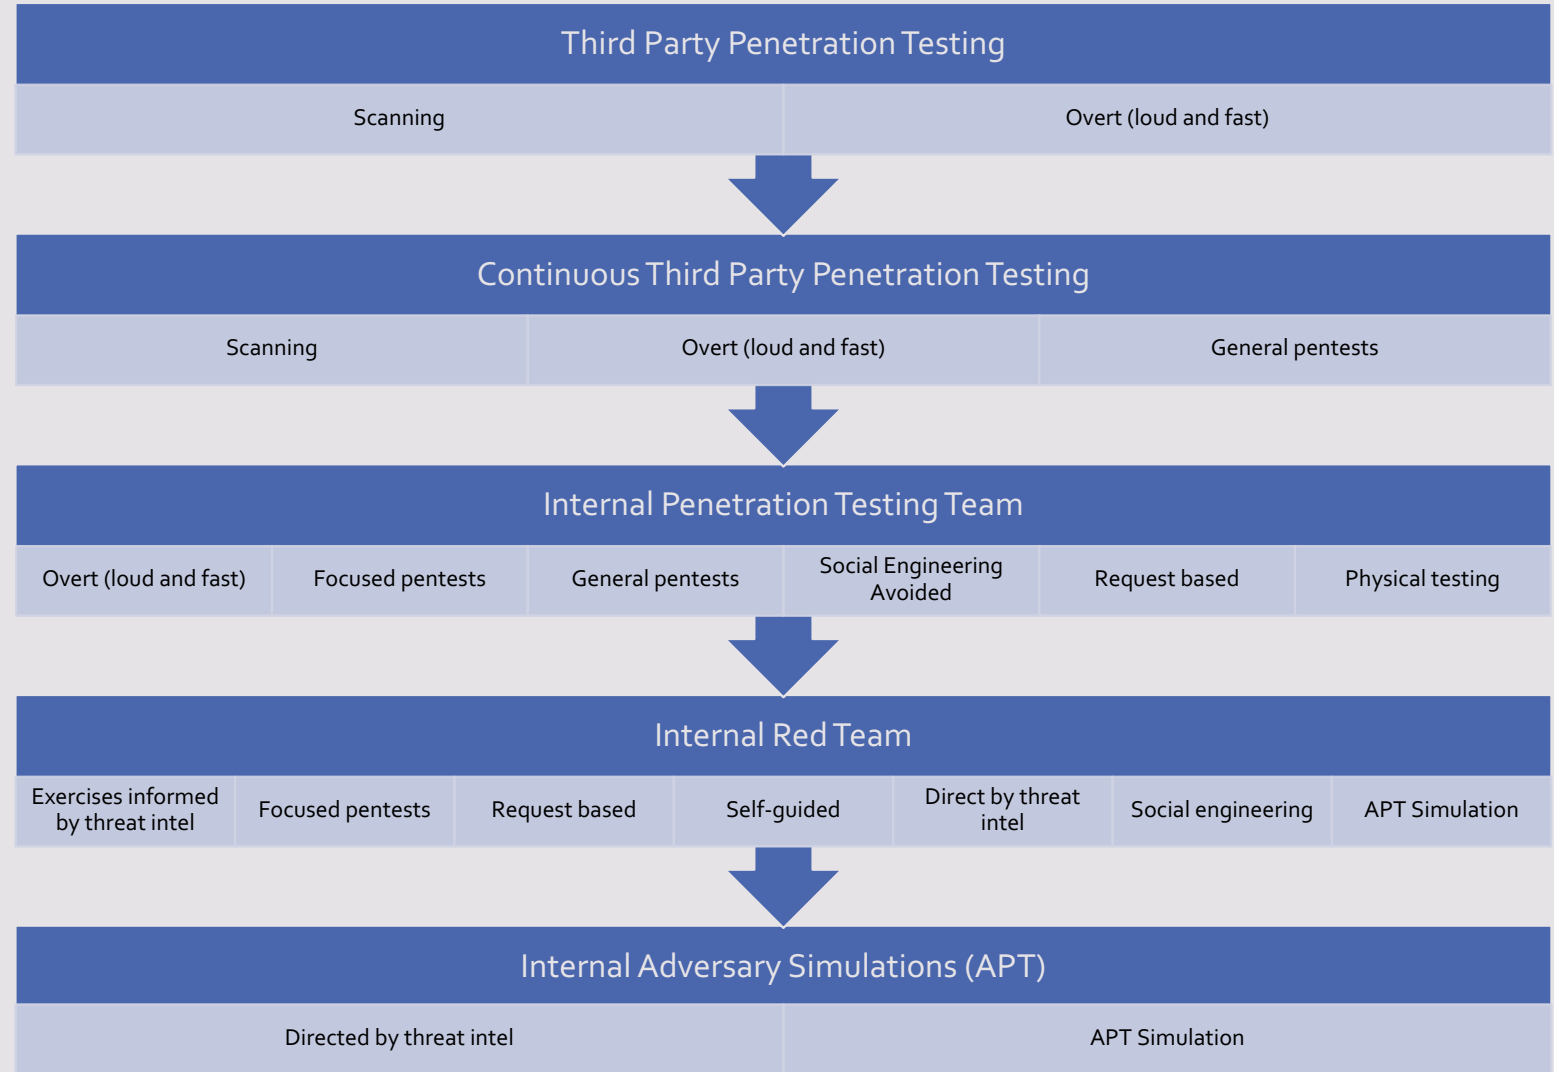 Third Party Penetration Testing
Scanning
Overt (loud and fast)
Continuous Third Party Penetration Testing
Scanning
Overt (loud and fast)
General pentests
Internal Penetration Testing Team
Overt (loud and fast)
Focused pentests
General pentests
Social Engineering
Avoided
Request based
Physical testing
Internal Red Team
Exercises informed
by threat intel
Focused pentests
Request based
Self-guided
Direct by threat
intel
Social engineering
APT Simulation
Internal Adversary Simulations (APT)
Directed by threat intel
APT Simulation